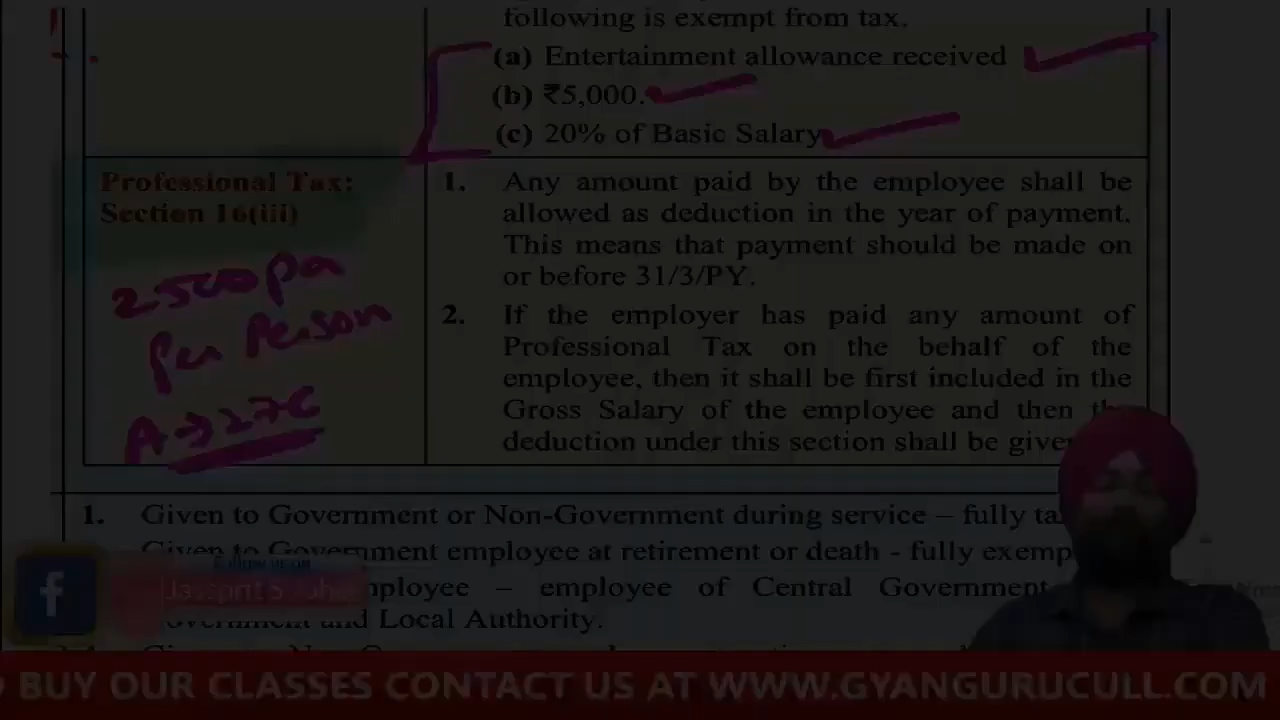 following is exempt from tax.
(a) Entertainment allowance received
(b) ₹5,000.
(c) 20% of Basic Salary
Professional Tax:
Section 16(iii)
2500 pa
per Person
A→276
1. Any amount paid by the employee shall be
allowed as deduction in the year of payment.
This means that payment should be made on
or before 31/3/PY.
2. If the employer has paid any amount of
Professional Tax on the behalf of the
employee, then it shall be first included in the
Gross Salary of the employee and then
deduction under this section shall be
1. Given to Government or Non-Government during service – fully
Given to Government employee at retirement or death - fully
– employee of Central Government
and Local Authority.
BUY OUR CLASSES CONTACT US AT WWW.GYANGURUCULL.COM